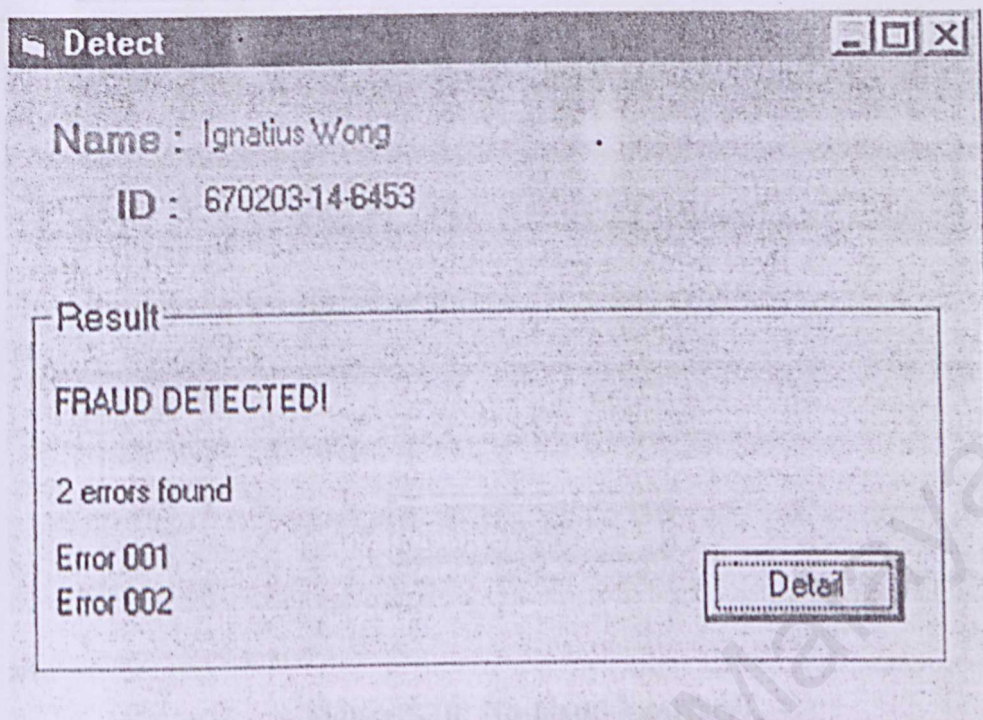 Detect
Name : Ignatius Wong
ID : 670203-14-6453
Result
FRAUD DETECTED!
2 errors found
Error 001
Error 002
Detail